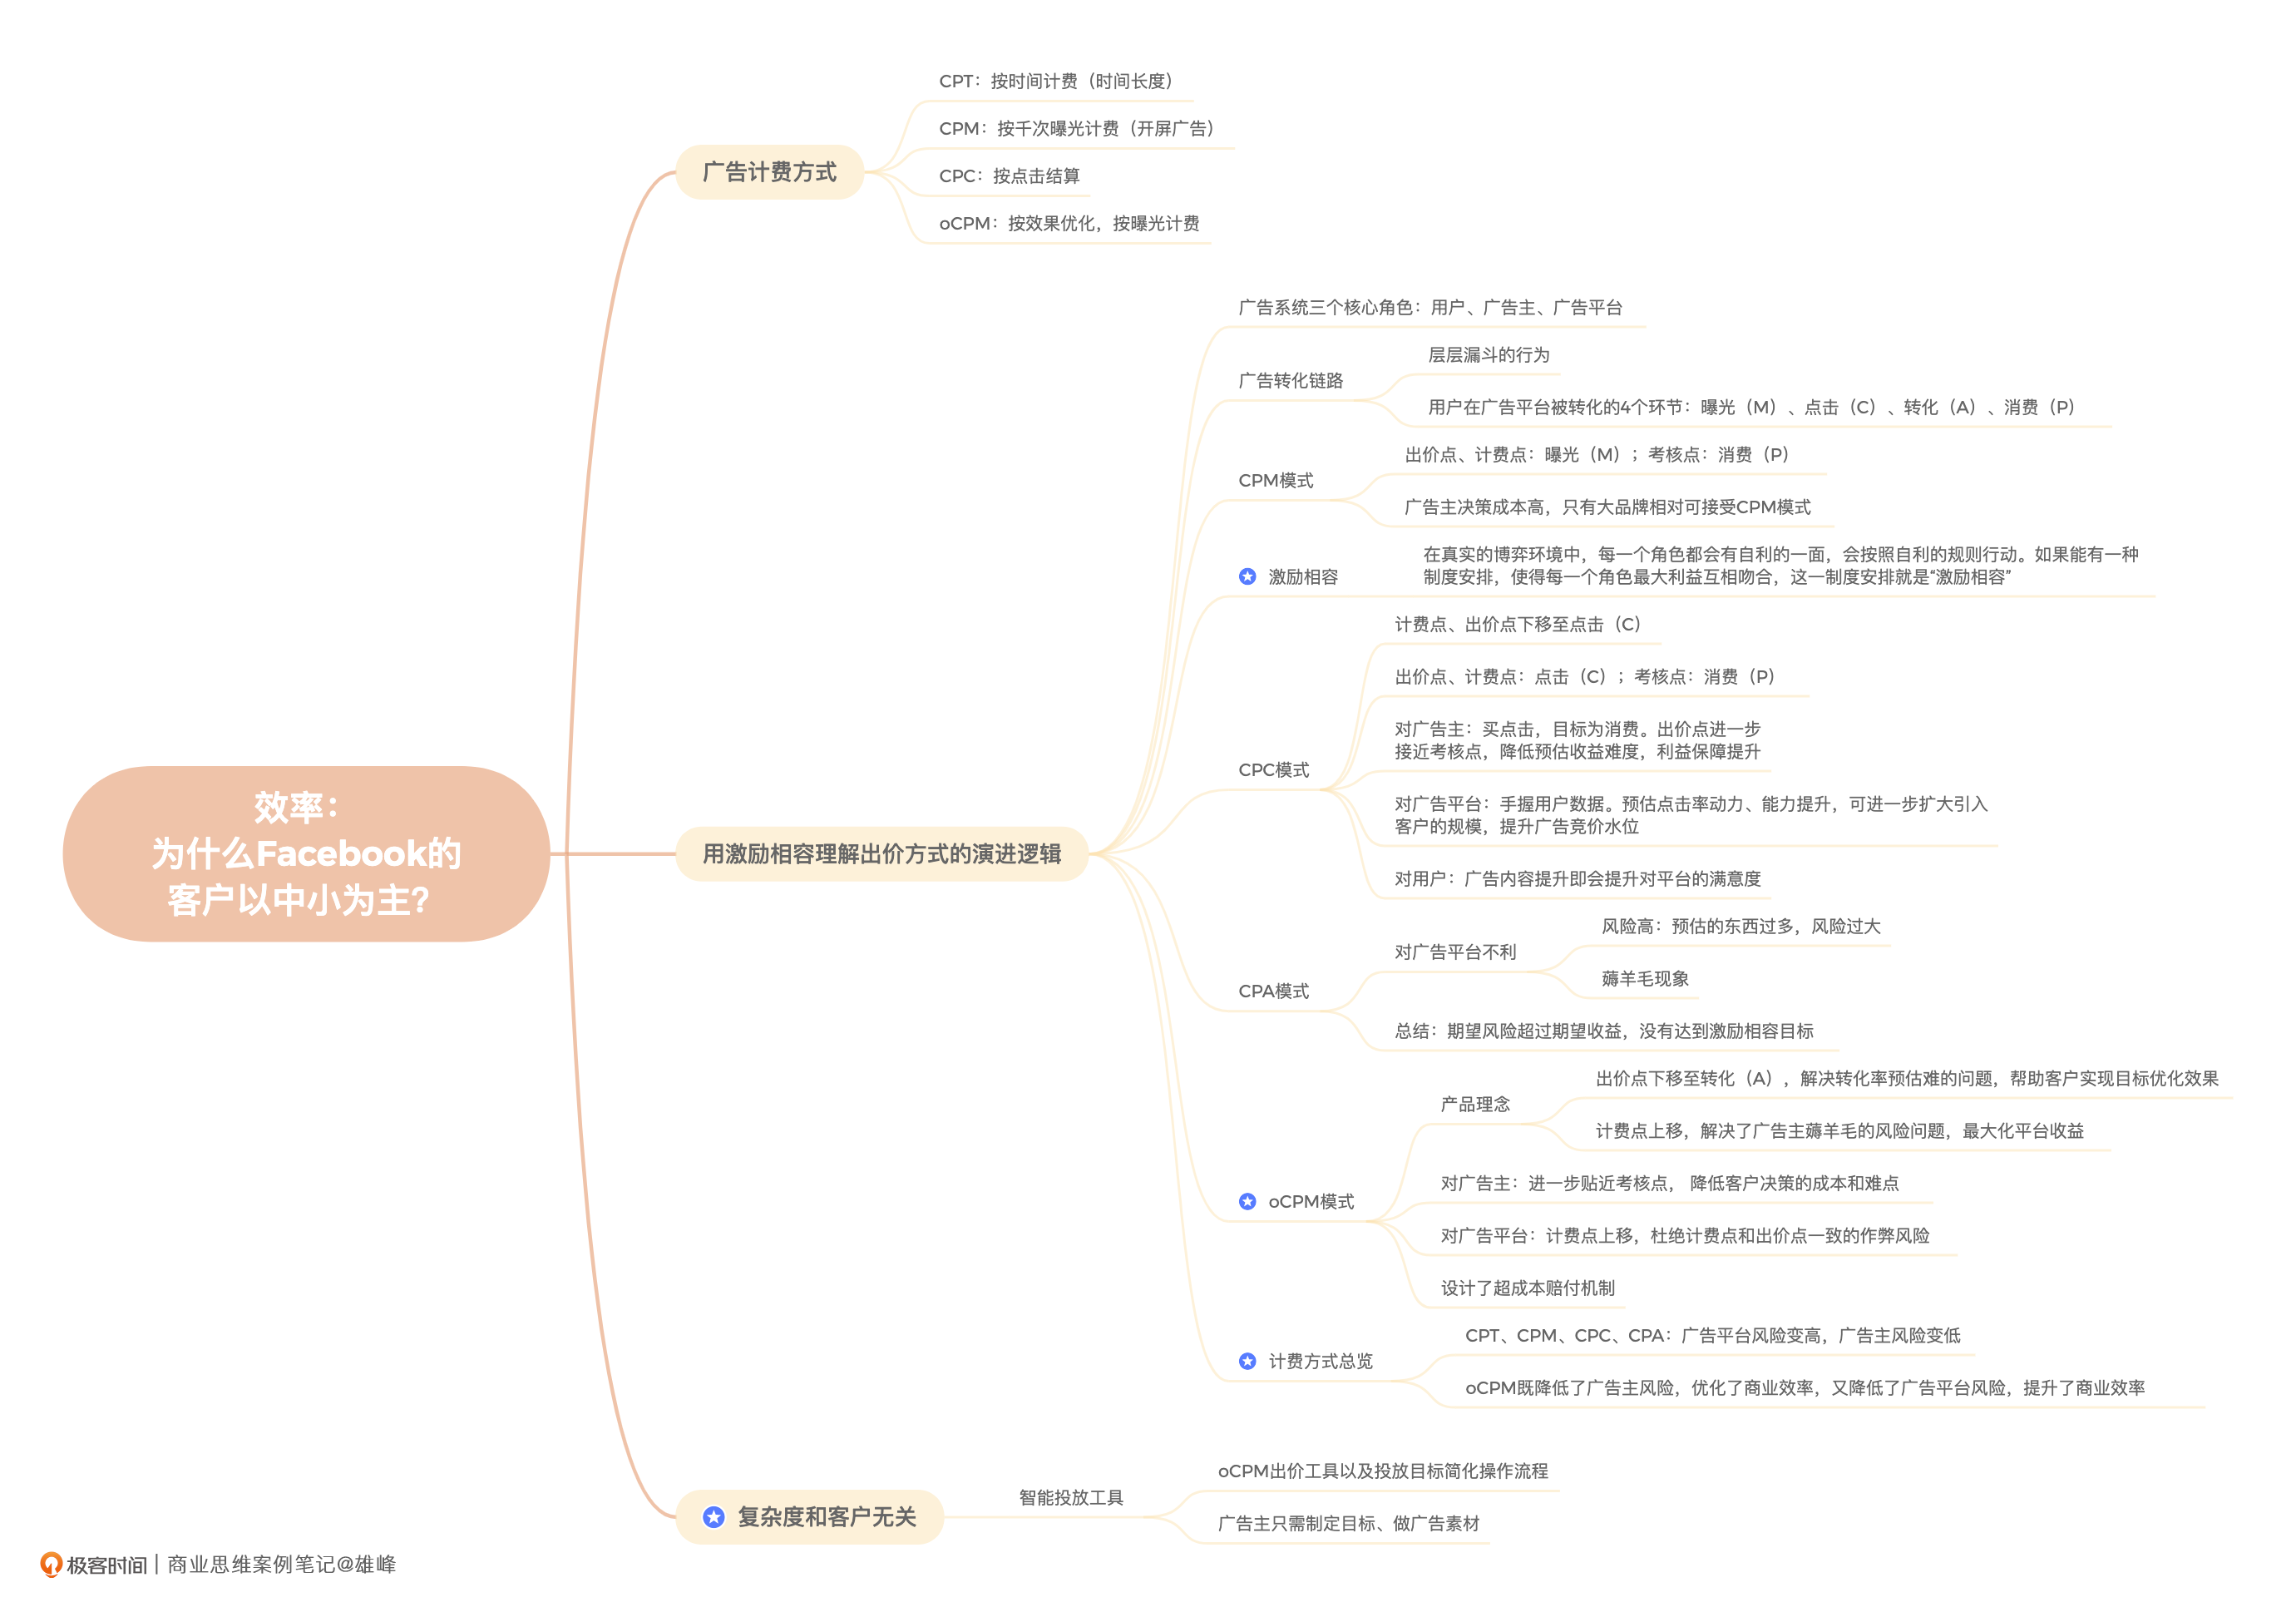 CPT：按时间计费（时间长度）
CPM：按千次曝光计费（开屏广告）
广告计费方式
CPC：按点击结算
oCPM：按效果优化，按曝光计费
广告系统三个核心角色：用户、广告主、广告平台
广告转化链路
层层漏斗的行为
用户在广告平台被转化的4个环节：曝光（M）、点击（C）、转化（A）、消费（P）
CPM模式
出价点、计费点：曝光（M）；考核点：消费（P）
广告主决策成本高，只有大品牌相对可接受CPM模式
激励相容
在真实的博弈环境中，每一个角色都会有自利的一面，会按照自利的规则行动。如果能有一种
制度安排，使得每一个角色最大利益互相吻合，这一制度安排就是“激励相容”
CPC模式
计费点、出价点下移至点击（C）
出价点、计费点：点击（C）；考核点：消费（P）
对广告主：买点击，目标为消费。出价点进一步
接近考核点，降低预估收益难度，利益保障提升
对广告平台：手握用户数据。预估点击率动力、能力提升，可进一步扩大引入
客户的规模，提升广告竞价水位
对用户：广告内容提升即会提升对平台的满意度
效率：
为什么Facebook的
客户以中小为主？
用激励相容理解出价方式的演进逻辑
CPA模式
对广告平台不利
风险高：预估的东西过多，风险过大
薅羊毛现象
总结：期望风险超过期望收益，没有达到激励相容目标
oCPM模式
产品理念
出价点下移至转化（A），解决转化率预估难的问题，帮助客户实现目标优化效果
计费点上移，解决了广告主薅羊毛的风险问题，最大化平台收益
对广告主：进一步贴近考核点， 降低客户决策的成本和难点
对广告平台：计费点上移，杜绝计费点和出价点一致的作弊风险
设计了超成本赔付机制
计费方式总览
CPT、CPM、CPC、CPA：广告平台风险变高，广告主风险变低
oCPM既降低了广告主风险，优化了商业效率，又降低了广告平台风险，提升了商业效率
复杂度和客户无关
智能投放工具
oCPM出价工具以及投放目标简化操作流程
广告主只需制定目标、做广告素材
极客时间｜商业思维案例笔记@雄峰